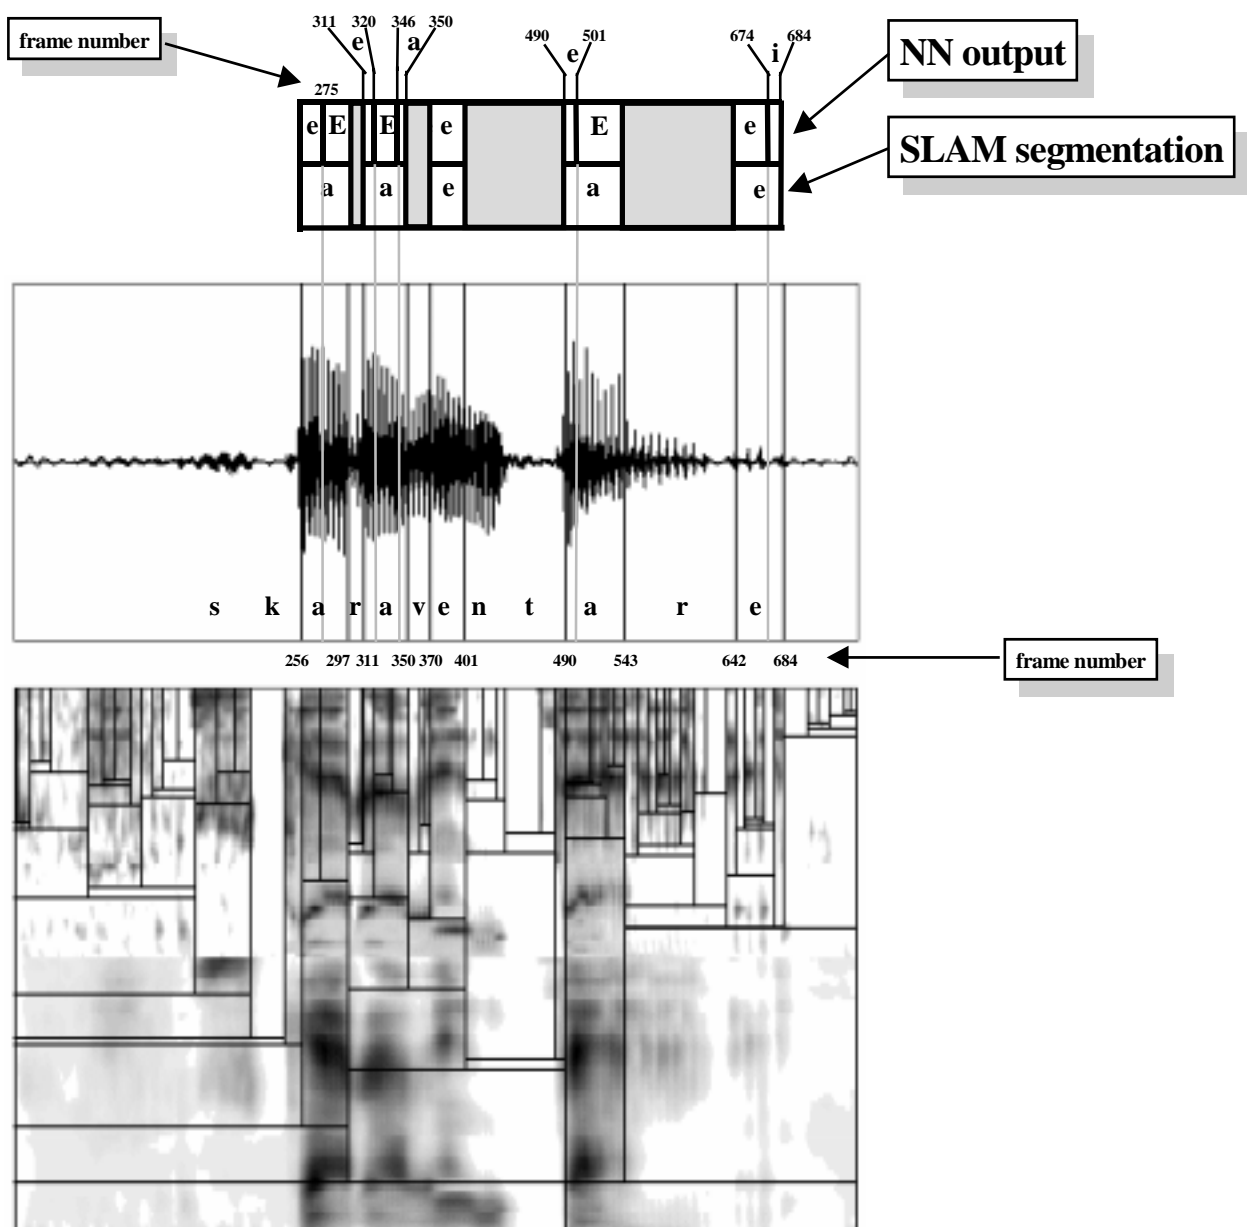 311 320 346 350
frame number
e a
490 e 501
674 i 684
NN output
275
e E E e E e
SLAM segmentation
a a e a e
s k a r a v e n t a r e
256 297 311 350 370 401 490 543 642 684
frame number